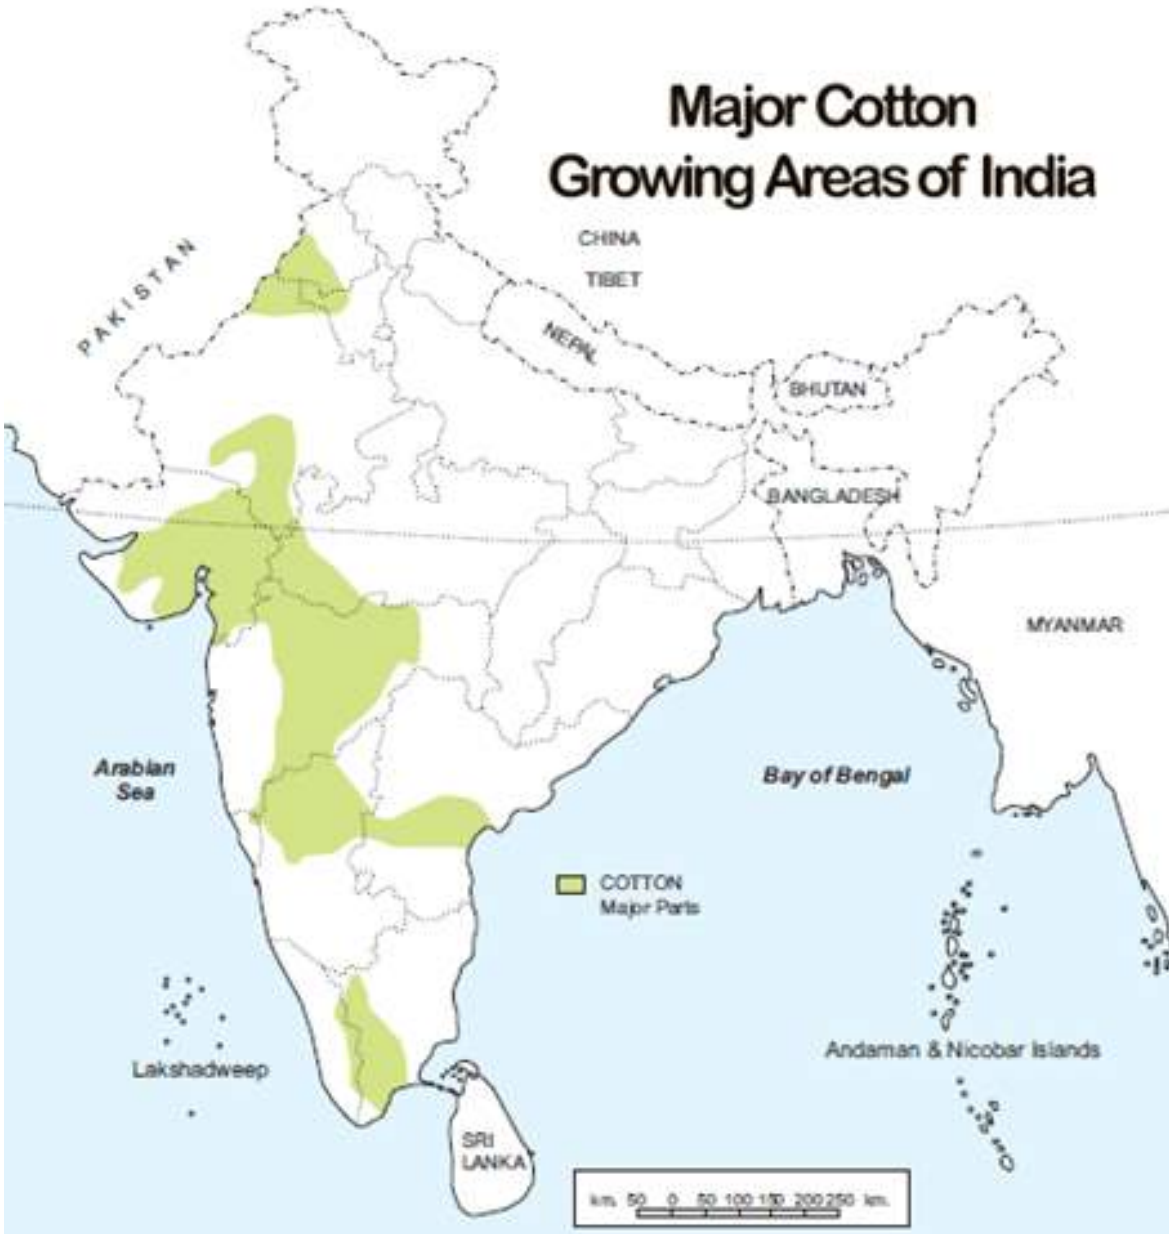 Major Cotton
Growing Areas of India
CHINA
TIBET
PAKISTAN
NEPAL
BHUTAN
BANGLADESH
MYANMAR
Arabian
Sea
Bay of Bengal
COTTON
Major Parts
Lakshadweep
Andaman & Nicobar Islands
SRI
LANKA
km. 50 0 50 100 150 200 250 km.